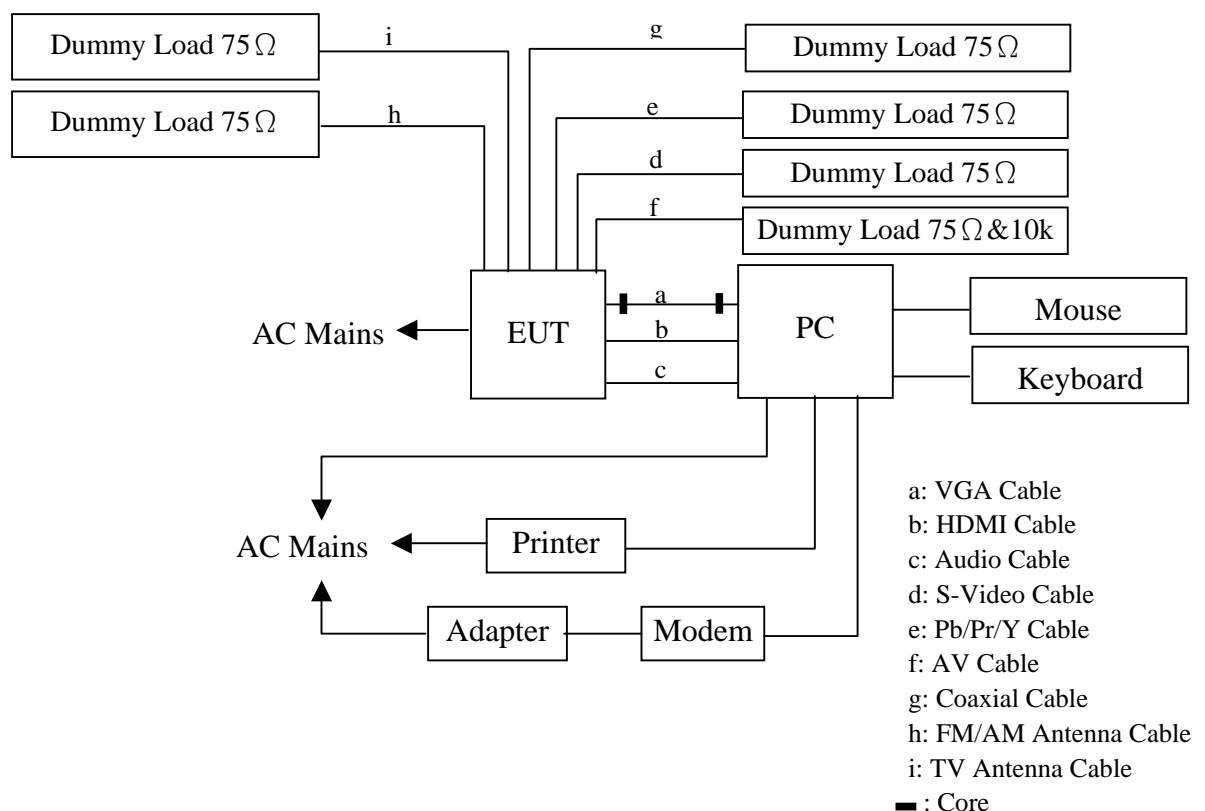 Dummy Load 75Ω
i
g
Dummy Load 75Ω
Dummy Load 75Ω
h
e
Dummy Load 75Ω
d
Dummy Load 75Ω
f
Dummy Load 75Ω&10k
AC Mains
EUT
a
b
c
PC
Mouse
Keyboard
AC Mains
Printer
Adapter
Modem
a: VGA Cable
b: HDMI Cable
c: Audio Cable
d: S-Video Cable
e: Pb/Pr/Y Cable
f: AV Cable
g: Coaxial Cable
h: FM/AM Antenna Cable
i: TV Antenna Cable
: Core